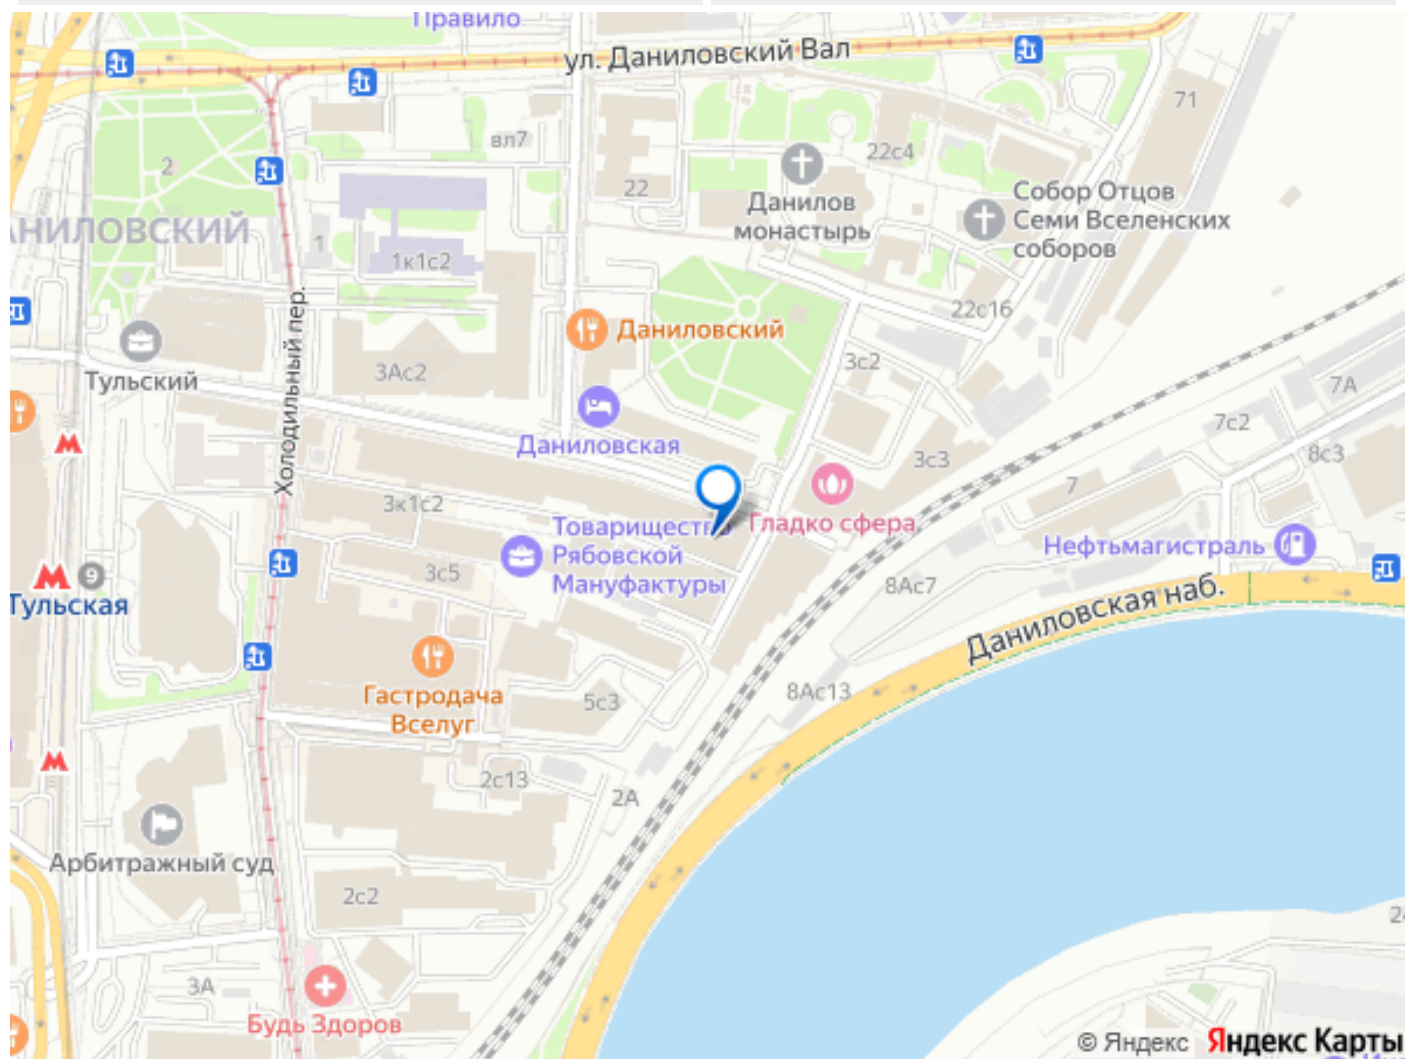 Правило
ул. Даниловский Вал
71
вл7
2
22с4
22
Данилов
монастырь
Собор Отцов
Семи Вселенских
соборов
АНИЛОВСКИЙ
1
1к1с2
22с16
Холодильный пер.
Даниловский
Тульский
3Ас2
3с2
7А
7с2
Даниловская
3с3
8с3
7
3к1с2
Товарищество
Рябовской
Мануфактуры
Гладко сфера
Нефтьмагистраль
9
Тульская
3с5
8Ас7
Даниловская наб.
Гастродача
Вселуг
5с3
8Ас13
2с13
2А
Арбитражный суд
2с2
3А
Будь Здоров
© Яндекс Яндекс Карты